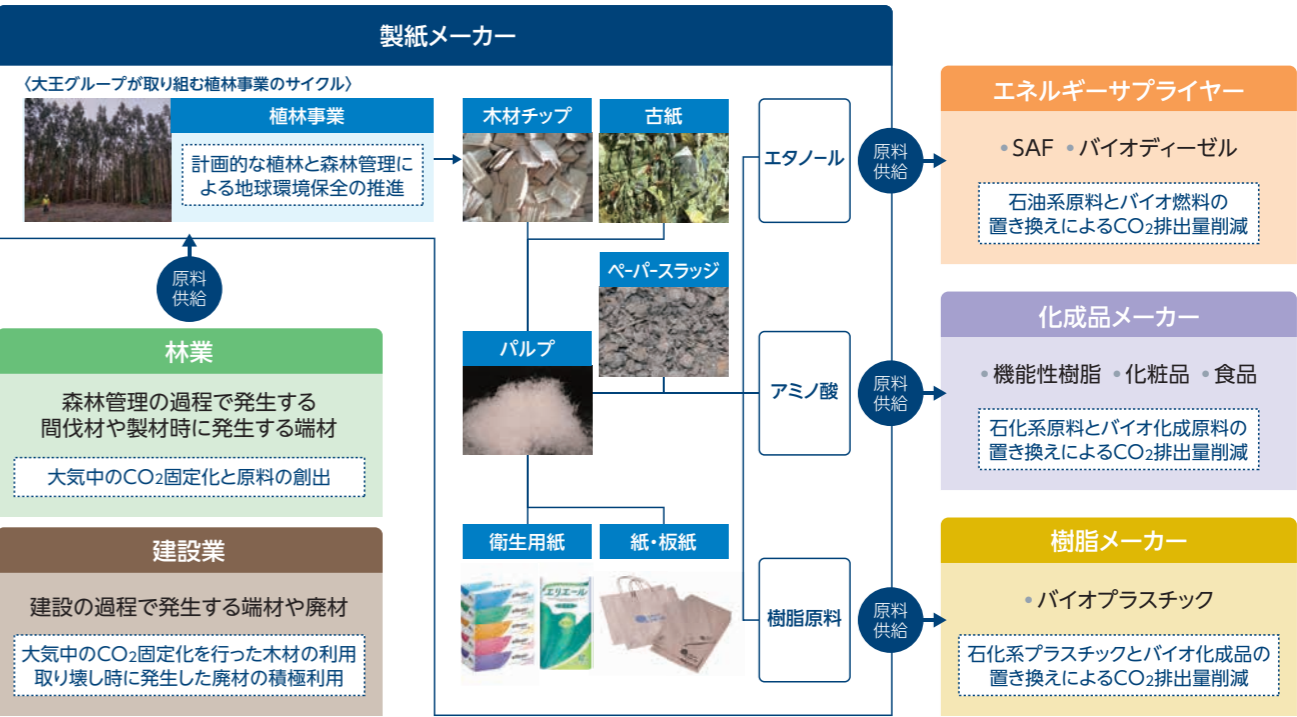 製紙メーカー
〈大王グループが取り組む植林事業のサイクル〉
植林事業
計画的な植林と森林管理に
よる地球環境保全の推進
木材チップ
古紙
ペーパースラッジ
パルプ
衛生用紙
紙・板紙
エリエール
エタノール
アミノ酸
樹脂原料
原料
供給
林業
森林管理の過程で発生する
間伐材や製材時に発生する端材
大気中のCO2固定化と原料の創出
建設業
建設の過程で発生する端材や廃材
大気中のCO2固定化を行った木材の利用
取り壊し時に発生した廃材の積極利用
原料
供給
エネルギーサプライヤー
•SAF •バイオディーゼル
石油系原料とバイオ燃料の
置き換えによるCO2排出量削減
原料
供給
化成品メーカー
•機能性樹脂 •化粧品 •食品
石化系原料とバイオ化成原料の
置き換えによるCO2排出量削減
原料
供給
樹脂メーカー
•バイオプラスチック
石化系プラスチックとバイオ化成品の
置き換えによるCO2排出量削減